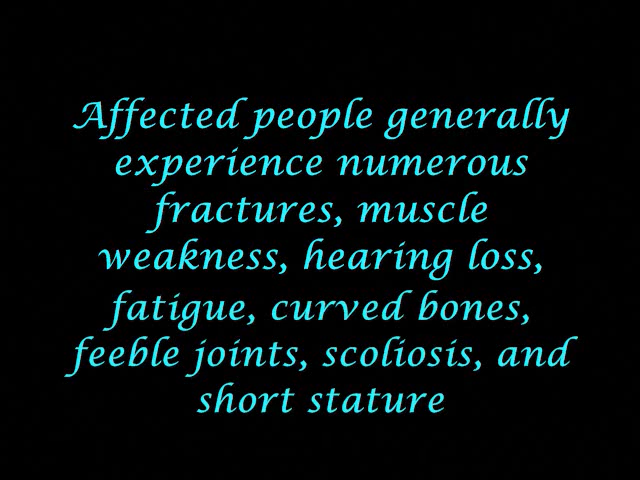 Affected people generally
experience numerous
fractures, muscle
weakness, hearing loss,
fatigue, curved bones,
feeble joints, scoliosis, and
short stature